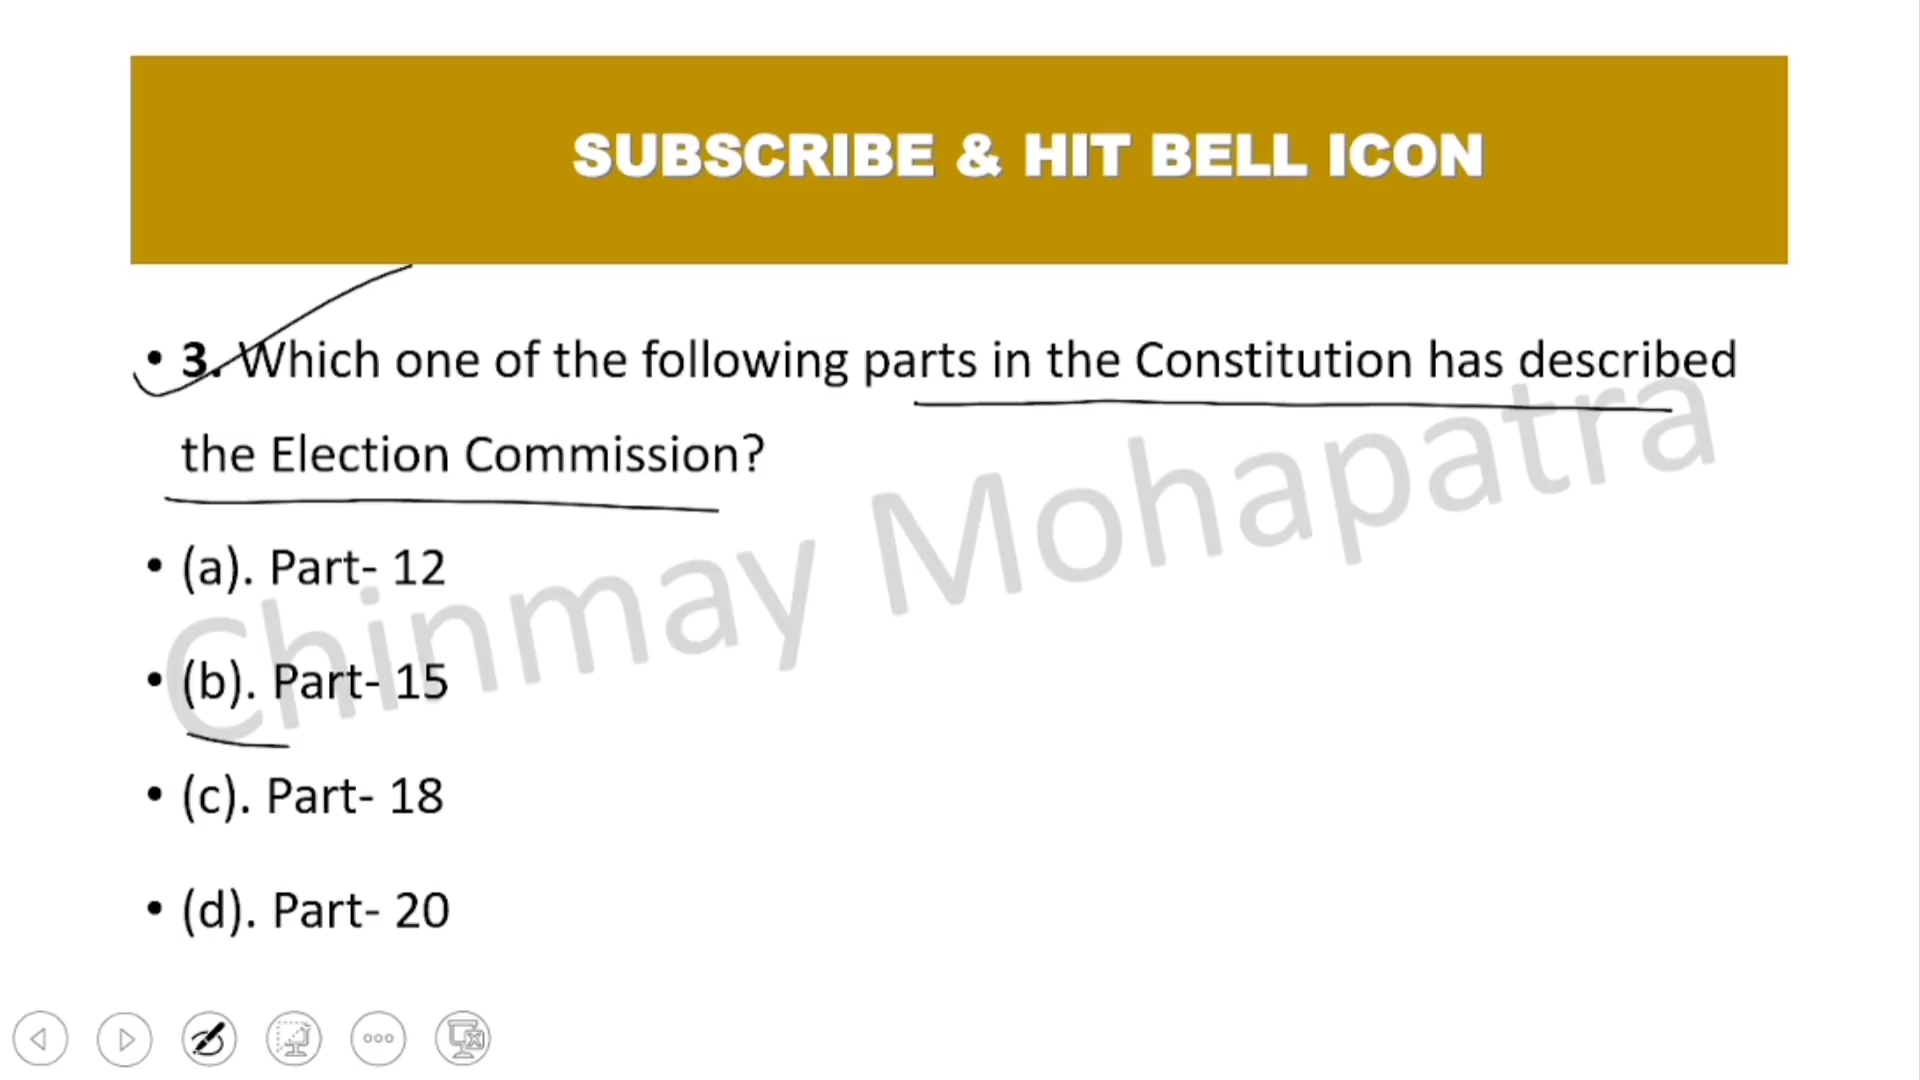 SUBSCRIBE & HIT BELL ICON
• 3. Which one of the following parts in the Constitution has described
the Election Commission?
• (a). Part- 12
• (b). Part- 15
• (c). Part- 18
• (d). Part- 20
Chinmay Mohapatra